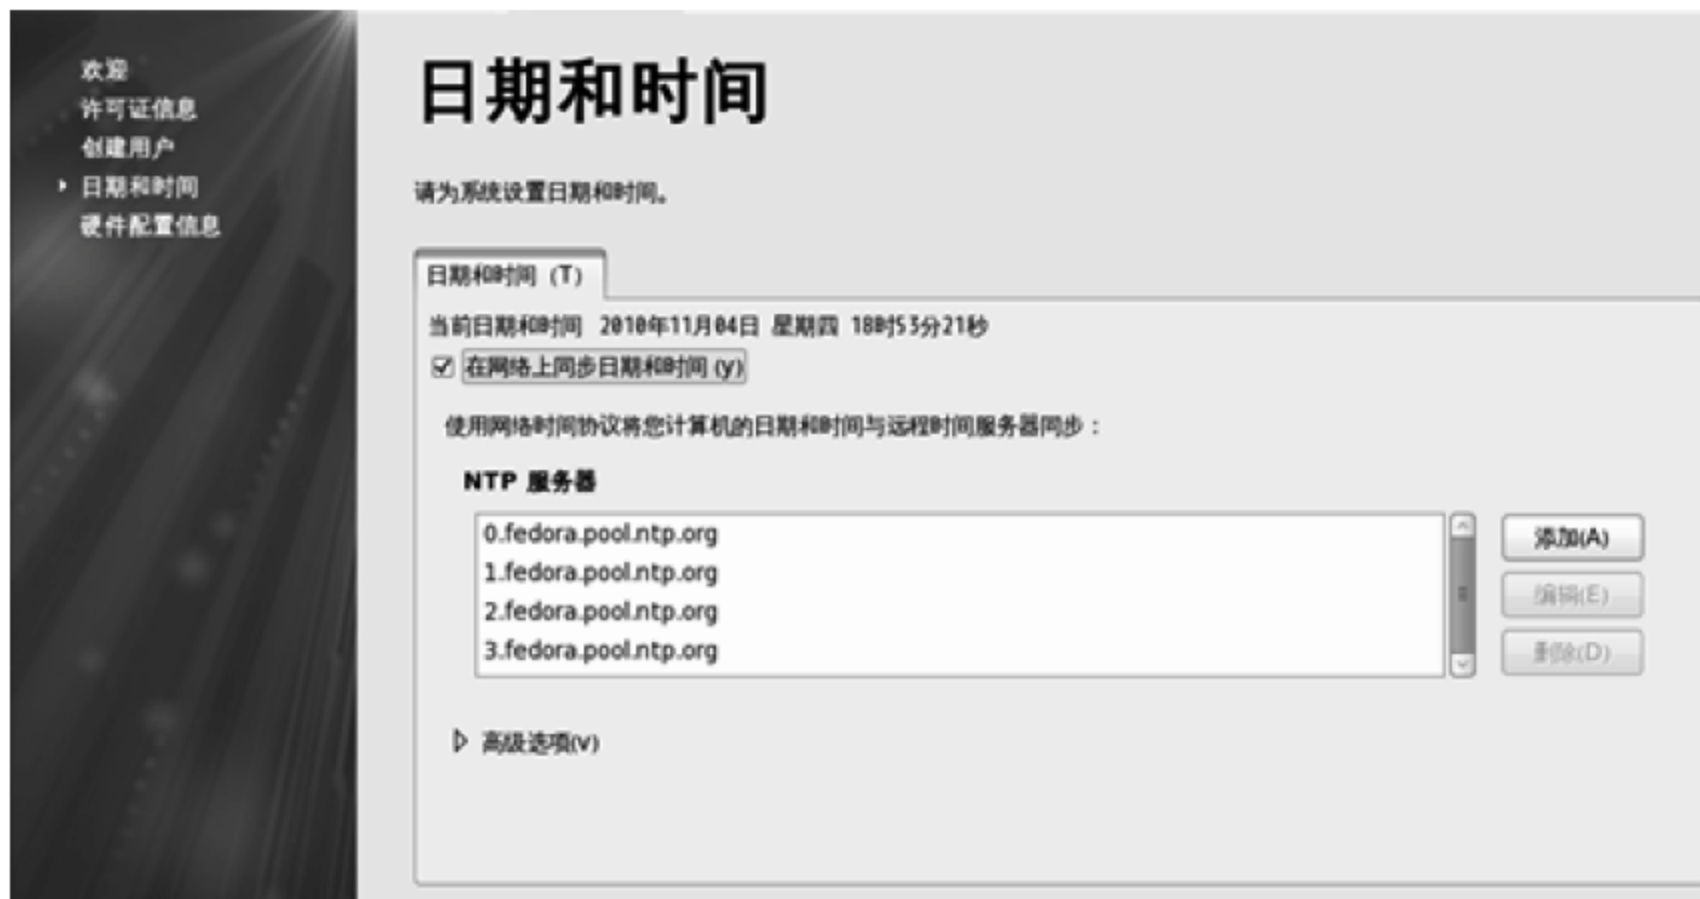 欢迎
许可证信息
创建用户
日期和时间
硬件配置信息
日期和时间
请为系统设置日期和时间。
日期和时间 (T)
当前日期和时间 2010年11月04日 星期四 18时53分21秒
在网络上同步日期和时间 (y)
使用网络时间协议将您计算机的日期和时间与远程时间服务器同步：
NTP 服务器
0.fedora.pool.ntp.org
1.fedora.pool.ntp.org
2.fedora.pool.ntp.org
3.fedora.pool.ntp.org
添加(A)
编辑(E)
删除(D)
高级选项(v)